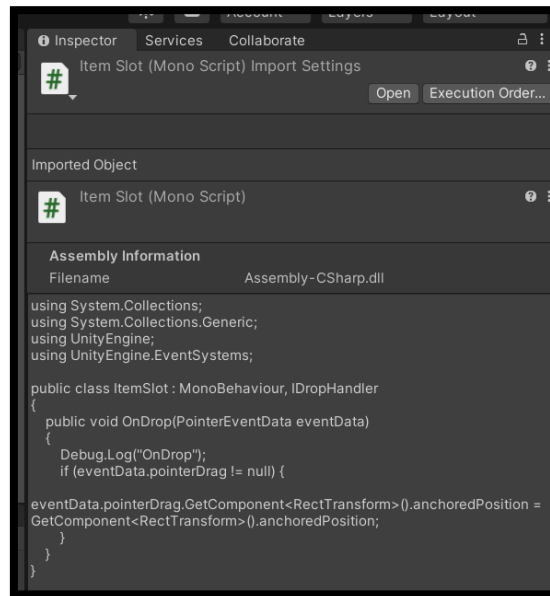 Account Layers Layout
Inspector Services Collaborate
Item Slot (Mono Script) Import Settings
Open Execution Order...
Imported Object
Item Slot (Mono Script)
Assembly Information
Filename Assembly-CSharp.dll
using System.Collections;
using System.Collections.Generic;
using UnityEngine;
using UnityEngine.EventSystems;
public class ItemSlot : MonoBehaviour, IDropHandler
{
public void OnDrop(PointerEventData eventData)
{
Debug.Log("OnDrop");
if (eventData.pointerDrag != null) {
eventData.pointerDrag.GetComponent<RectTransform>().anchoredPosition =
GetComponent<RectTransform>().anchoredPosition;
}
}
}